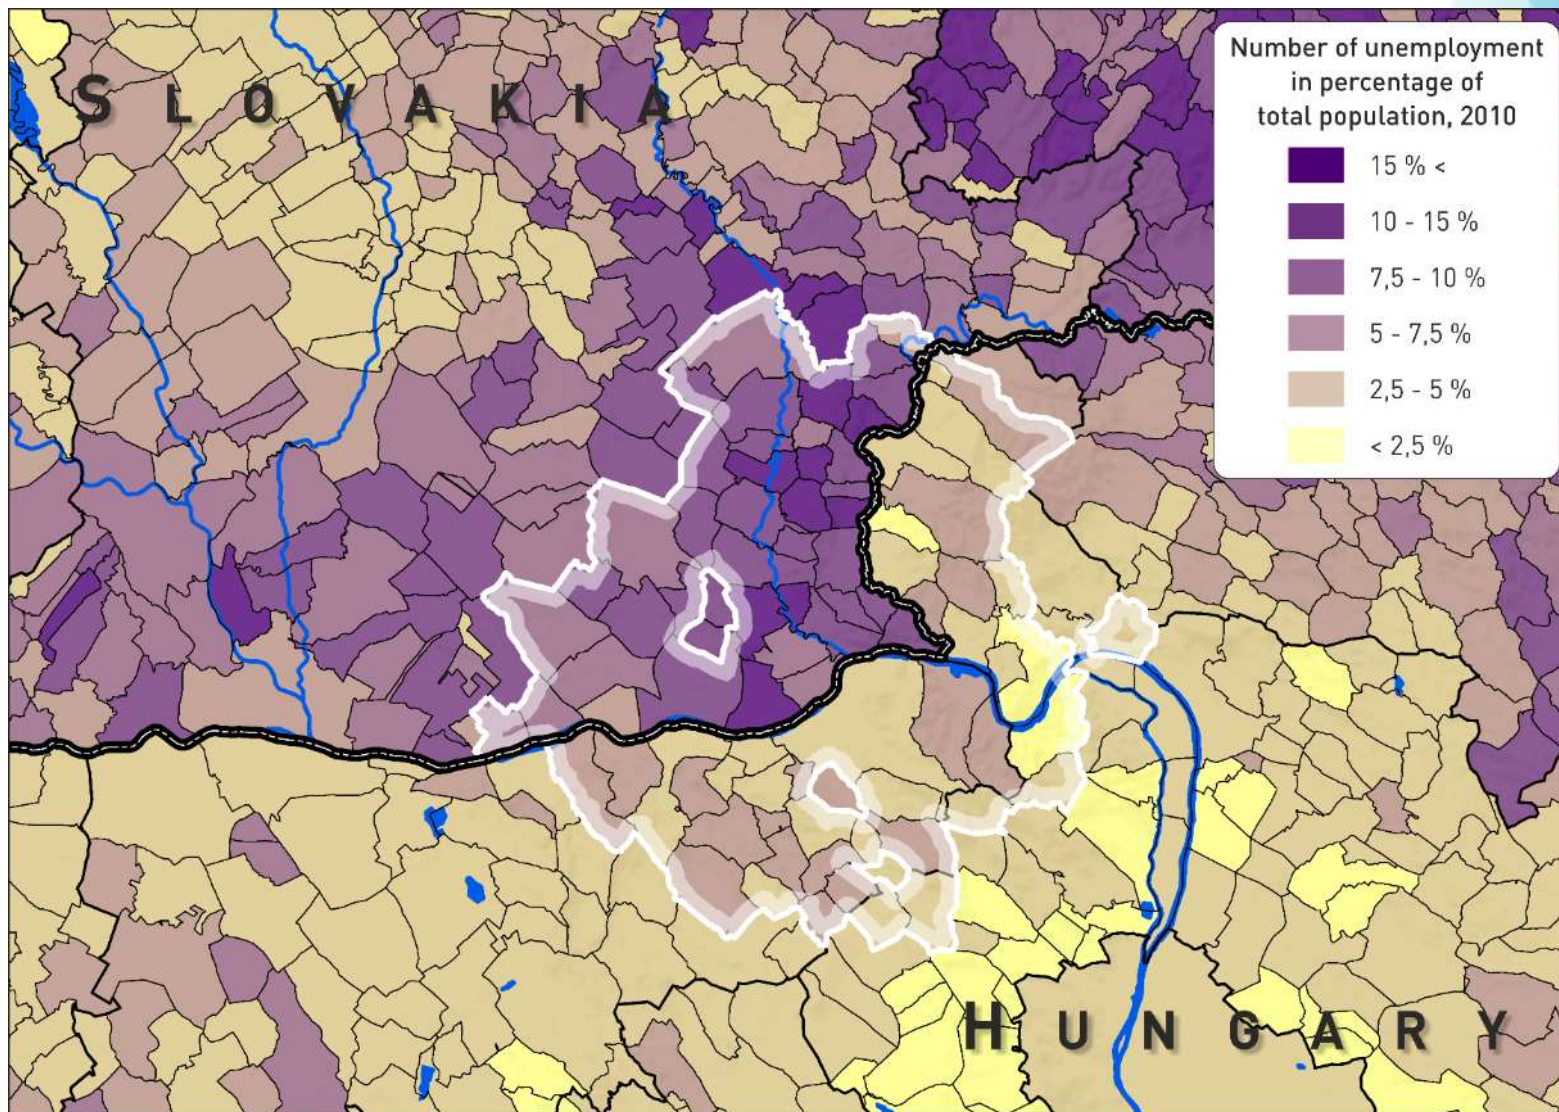 SLOVAKIA
Number of unemployment
in percentage of
total population, 2010
15 % <
10 - 15 %
7,5 - 10 %
5 - 7,5 %
2,5 - 5 %
< 2,5 %
HUNGARY